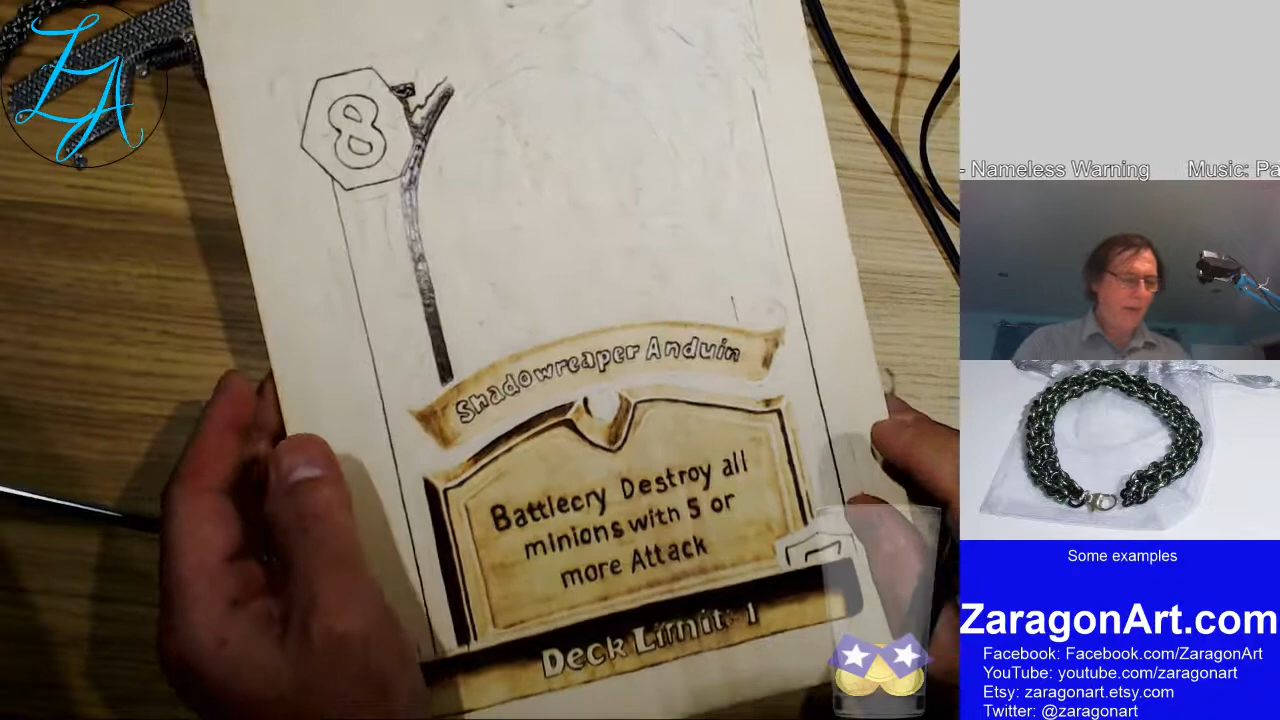 ZA
8
Shadowreaper Anduin
Battlecry Destroy all
minions with 5 or
more Attack
Deck Limit: 1
- Nameless Warning Music: Pa
Some examples
ZaragonArt.com
Facebook: Facebook.com/ZaragonArt
YouTube: youtube.com/zaragonart
Etsy: zaragonart.etsy.com
Twitter: @zaragonart